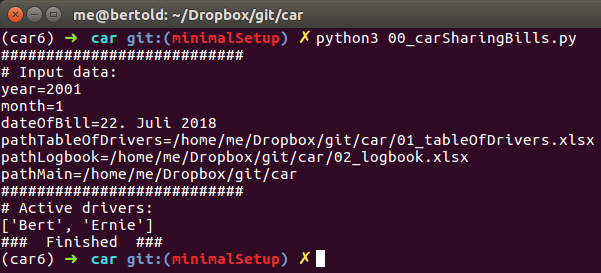 me@bertold: ~/Dropbox/git/car
(car6) ➜ car git:(minimalSetup) ✗ python3 00_carSharingBills.py
###########################
# Input data:
year=2001
month=1
dateOfBill=22. Juli 2018
pathTableOfDrivers=/home/me/Dropbox/git/car/01_tableOfDrivers.xlsx
pathLogbook=/home/me/Dropbox/git/car/02_logbook.xlsx
pathMain=/home/me/Dropbox/git/car
###########################
# Active drivers:
['Bert', 'Ernie']
###  Finished  ###
(car6) ➜ car git:(minimalSetup) ✗